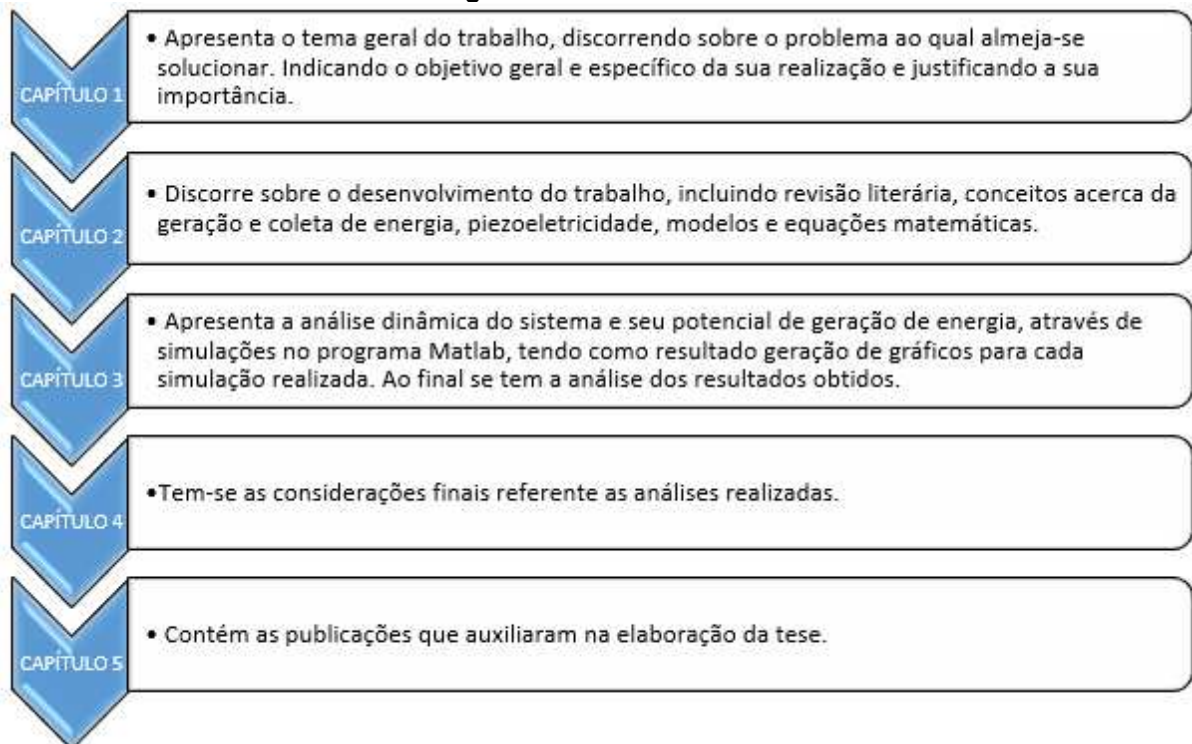 • Apresenta o tema geral do trabalho, discorrendo sobre o problema ao qual almeja-se
solucionar. Indicando o objetivo geral e específico da sua realização e justificando a sua
importância.
CAPÍTULO 1
• Discorre sobre o desenvolvimento do trabalho, incluindo revisão literária, conceitos acerca da
geração e coleta de energia, piezoeletricidade, modelos e equações matemáticas.
CAPÍTULO 2
• Apresenta a análise dinâmica do sistema e seu potencial de geração de energia, através de
simulações no programa Matlab, tendo como resultado geração de gráficos para cada
simulação realizada. Ao final se tem a análise dos resultados obtidos.
CAPÍTULO 3
•Tem-se as considerações finais referente as análises realizadas.
CAPÍTULO 4
• Contém as publicações que auxiliaram na elaboração da tese.
CAPÍTULO 5